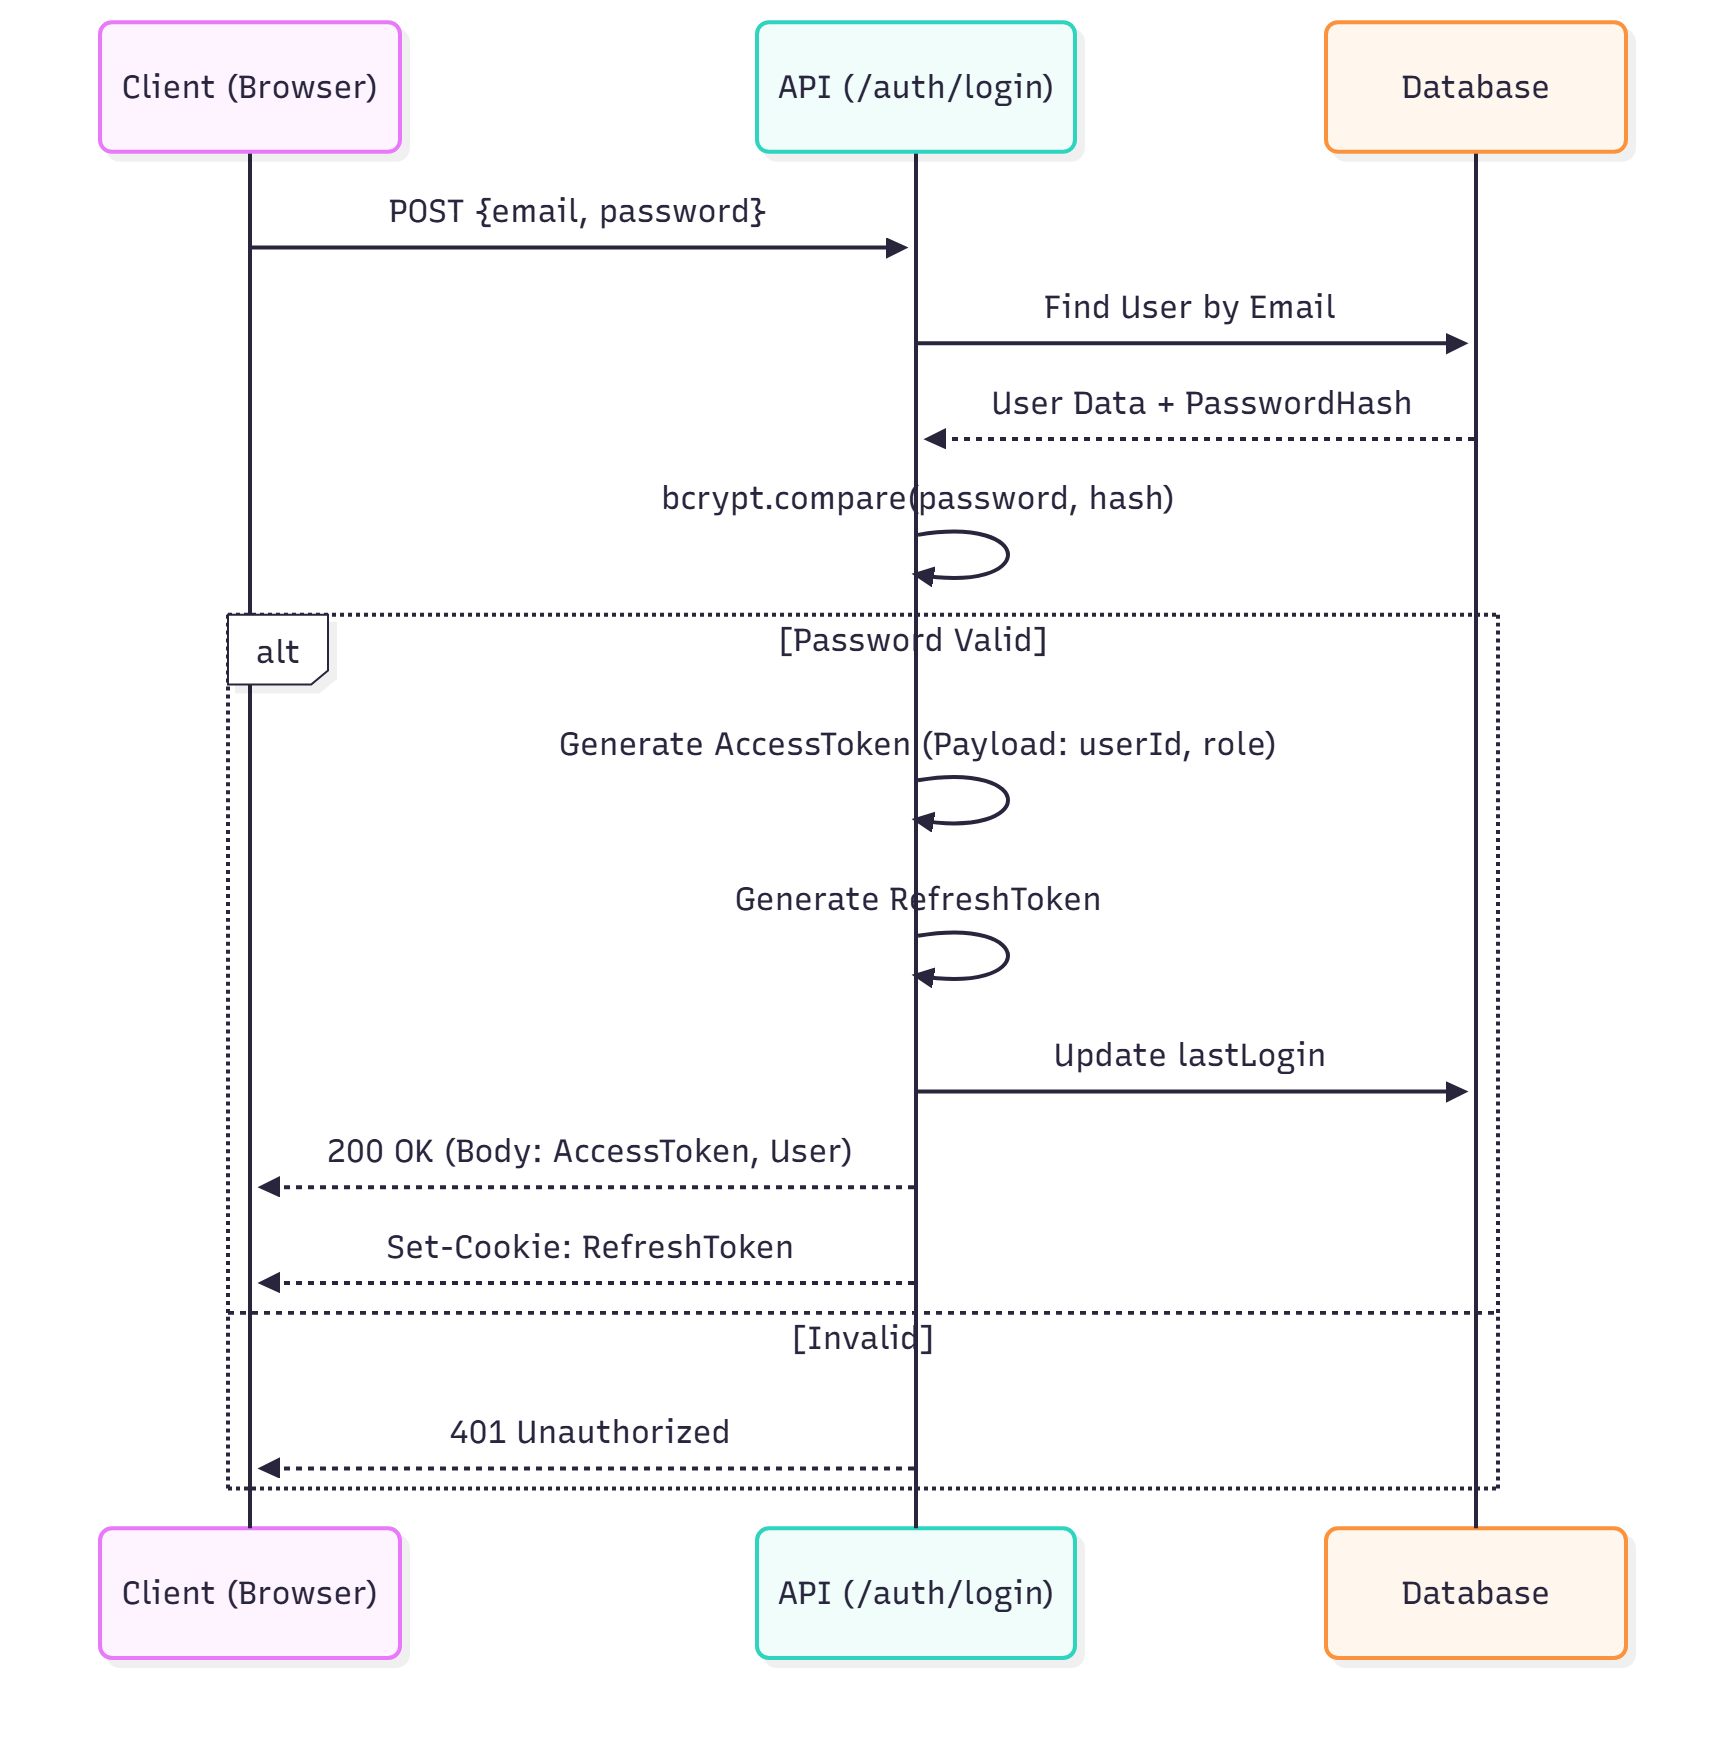 Client (Browser)
API (/auth/login)
Database
POST {email, password}
Find User by Email
User Data + PasswordHash
bcrypt.compare(password, hash)
alt
[Password Valid]
Generate AccessToken (Payload: userId, role)
Generate RefreshToken
Update lastLogin
200 OK (Body: AccessToken, User)
Set-Cookie: RefreshToken
[Invalid]
401 Unauthorized
Client (Browser)
API (/auth/login)
Database